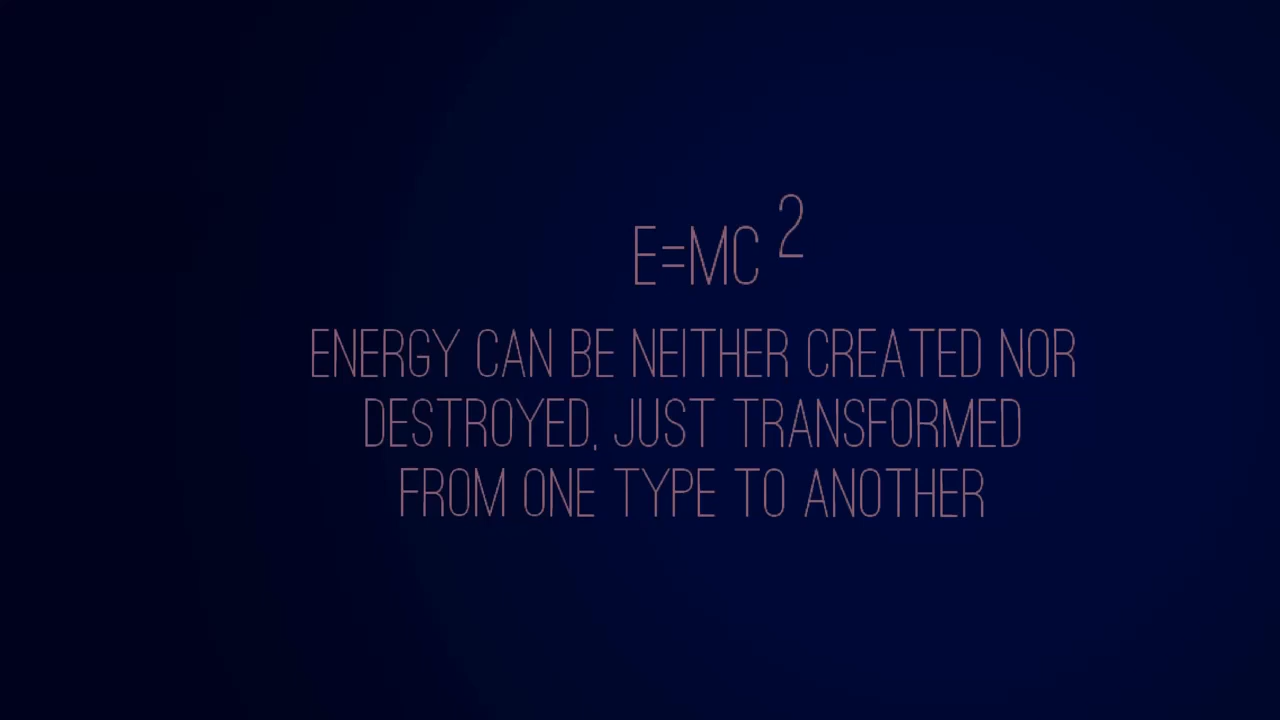 E=MC ²
ENERGY CAN BE NEITHER CREATED NOR
DESTROYED, JUST TRANSFORMED
FROM ONE TYPE TO ANOTHER